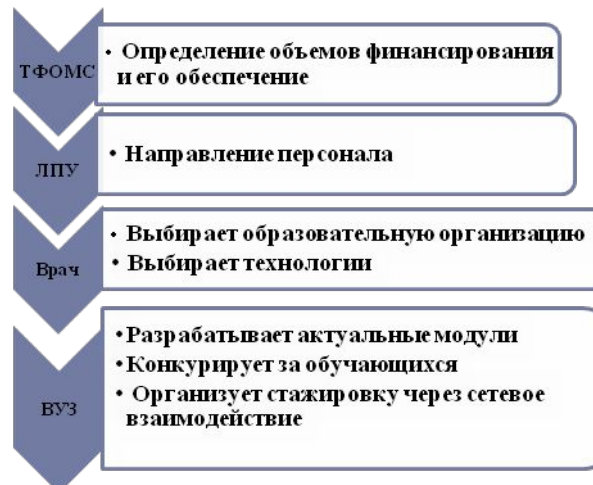 ТФОМС
• Определение объемов финансирования
и его обеспечение
ЛПУ
• Направление персонала
Врач
• Выбирает образовательную организацию
• Выбирает технологии
ВУЗ
• Разрабатывает актуальные модули
• Конкурирует за обучающихся
• Организует стажировку через сетевое
взаимодействие